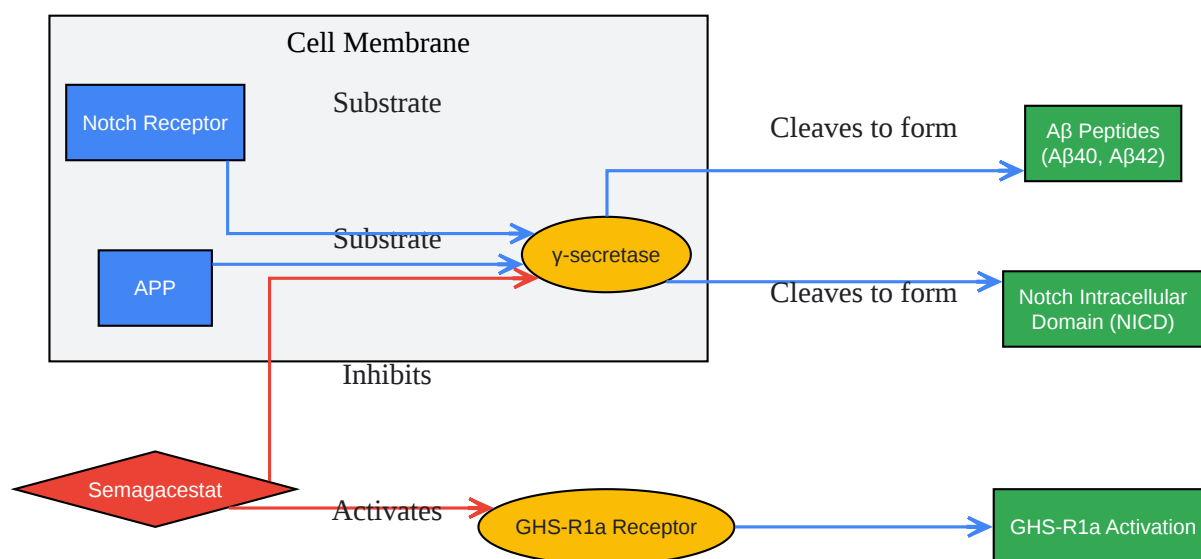 Cell Membrane
Substrate
Notch Receptor
Cleaves to form
Aβ Peptides
(Aβ40, Aβ42)
Substrate
γ-secretase
APP
Cleaves to form
Notch Intracellular
Domain (NICD)
Inhibits
Semagacestat
Activates
GHS-R1a Receptor
GHS-R1a Activation